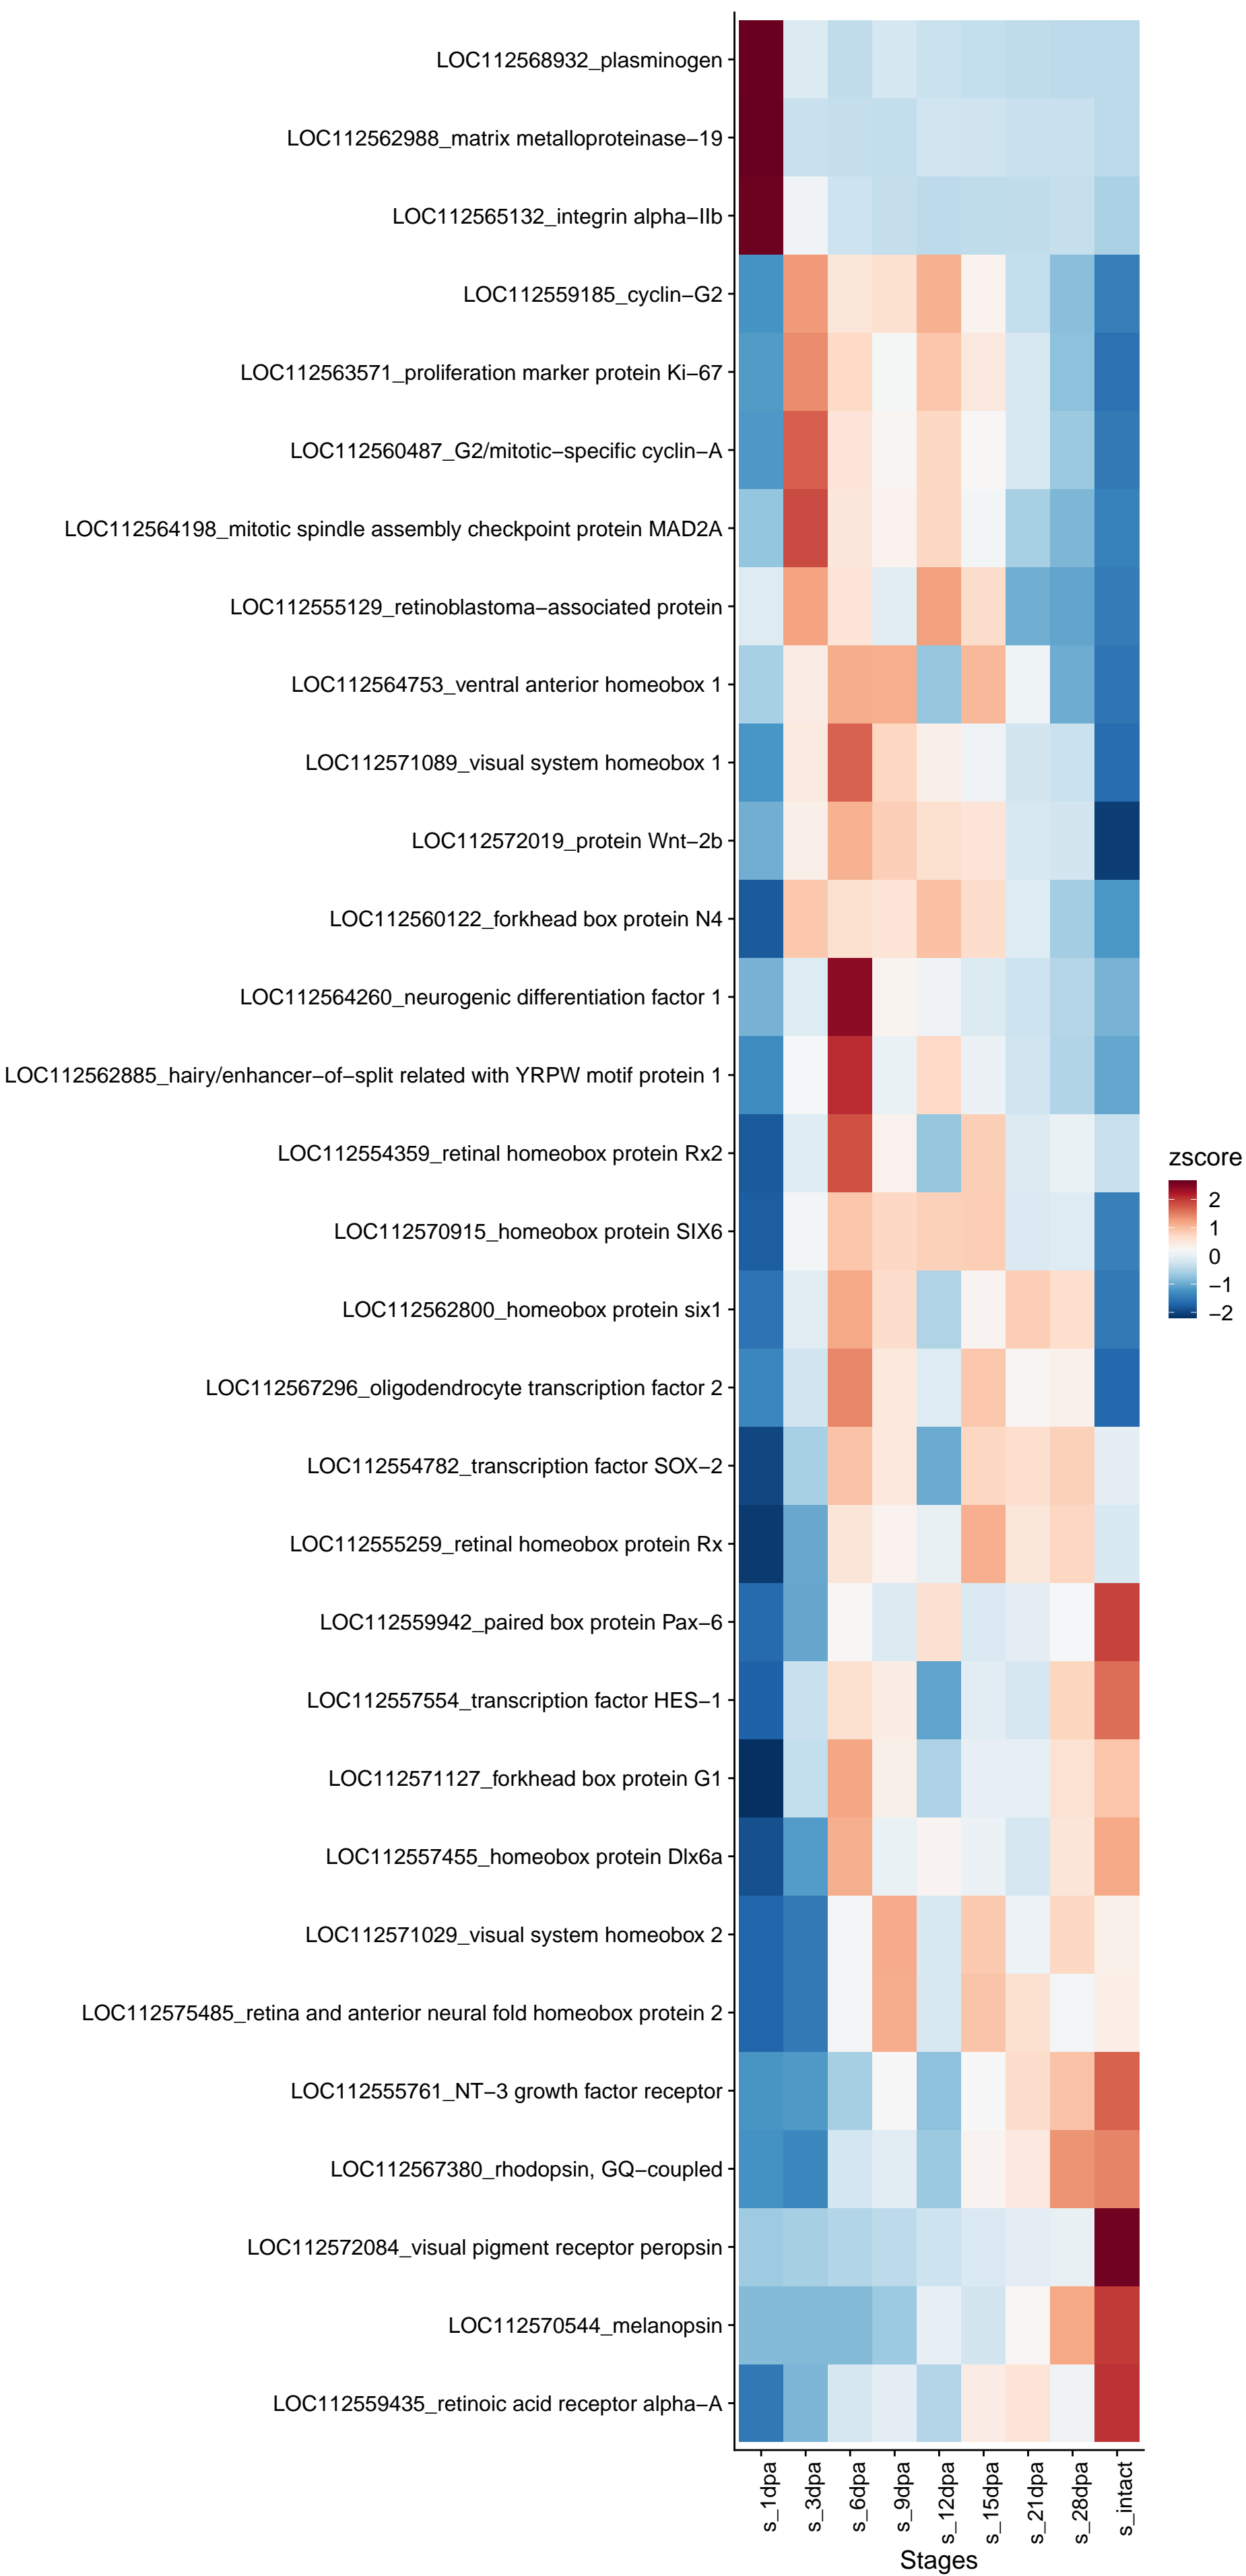 LOC112568932_plasminogen
LOC112562988_matrix metalloproteinase−19
LOC112565132_integrin alpha−IIb
LOC112559185_cyclin−G2
LOC112563571_proliferation marker protein Ki−67
LOC112560487_G2/mitotic−specific cyclin−A
LOC112564198_mitotic spindle assembly checkpoint protein MAD2A
LOC112555129_retinoblastoma−associated protein
LOC112564753_ventral anterior homeobox 1
LOC112571089_visual system homeobox 1
LOC112572019_protein Wnt−2b
LOC112560122_forkhead box protein N4
LOC112564260_neurogenic differentiation factor 1
LOC112562885_hairy/enhancer−of−split related with YRPW motif protein 1
LOC112554359_retinal homeobox protein Rx2
LOC112570915_homeobox protein SIX6
LOC112562800_homeobox protein six1
LOC112567296_oligodendrocyte transcription factor 2
LOC112554782_transcription factor SOX−2
LOC112555259_retinal homeobox protein Rx
LOC112559942_paired box protein Pax−6
LOC112557554_transcription factor HES−1
LOC112571127_forkhead box protein G1
LOC112557455_homeobox protein Dlx6a
LOC112571029_visual system homeobox 2
LOC112575485_retina and anterior neural fold homeobox protein 2
LOC112555761_NT−3 growth factor receptor
LOC112567380_rhodopsin, GQ−coupled
LOC112572084_visual pigment receptor peropsin
LOC112570544_melanopsin
LOC112559435_retinoic acid receptor alpha−A
s_1dpa
s_3dpa
s_6dpa
s_9dpa
s_12dpa
s_15dpa
s_21dpa
s_28dpa
s_intact
Stages
zscore
2
1
0
−1
−2